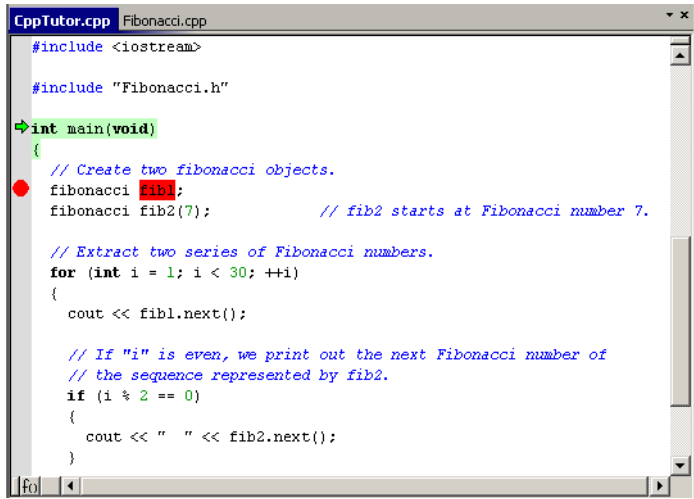 CppTutor.cpp Fibonacci.cpp
#include <iostream>
#include "Fibonacci.h"
int main(void)
{
// Create two fibonacci objects.
fibonacci fib1;
fibonacci fib2(7); // fib2 starts at Fibonacci number 7.
// Extract two series of Fibonacci numbers.
for (int i = 1; i < 30; ++i)
{
cout << fib1.next();
// If "i" is even, we print out the next Fibonacci number of
// the sequence represented by fib2.
if (i % 2 == 0)
{
cout << "  " << fib2.next();
}
f()